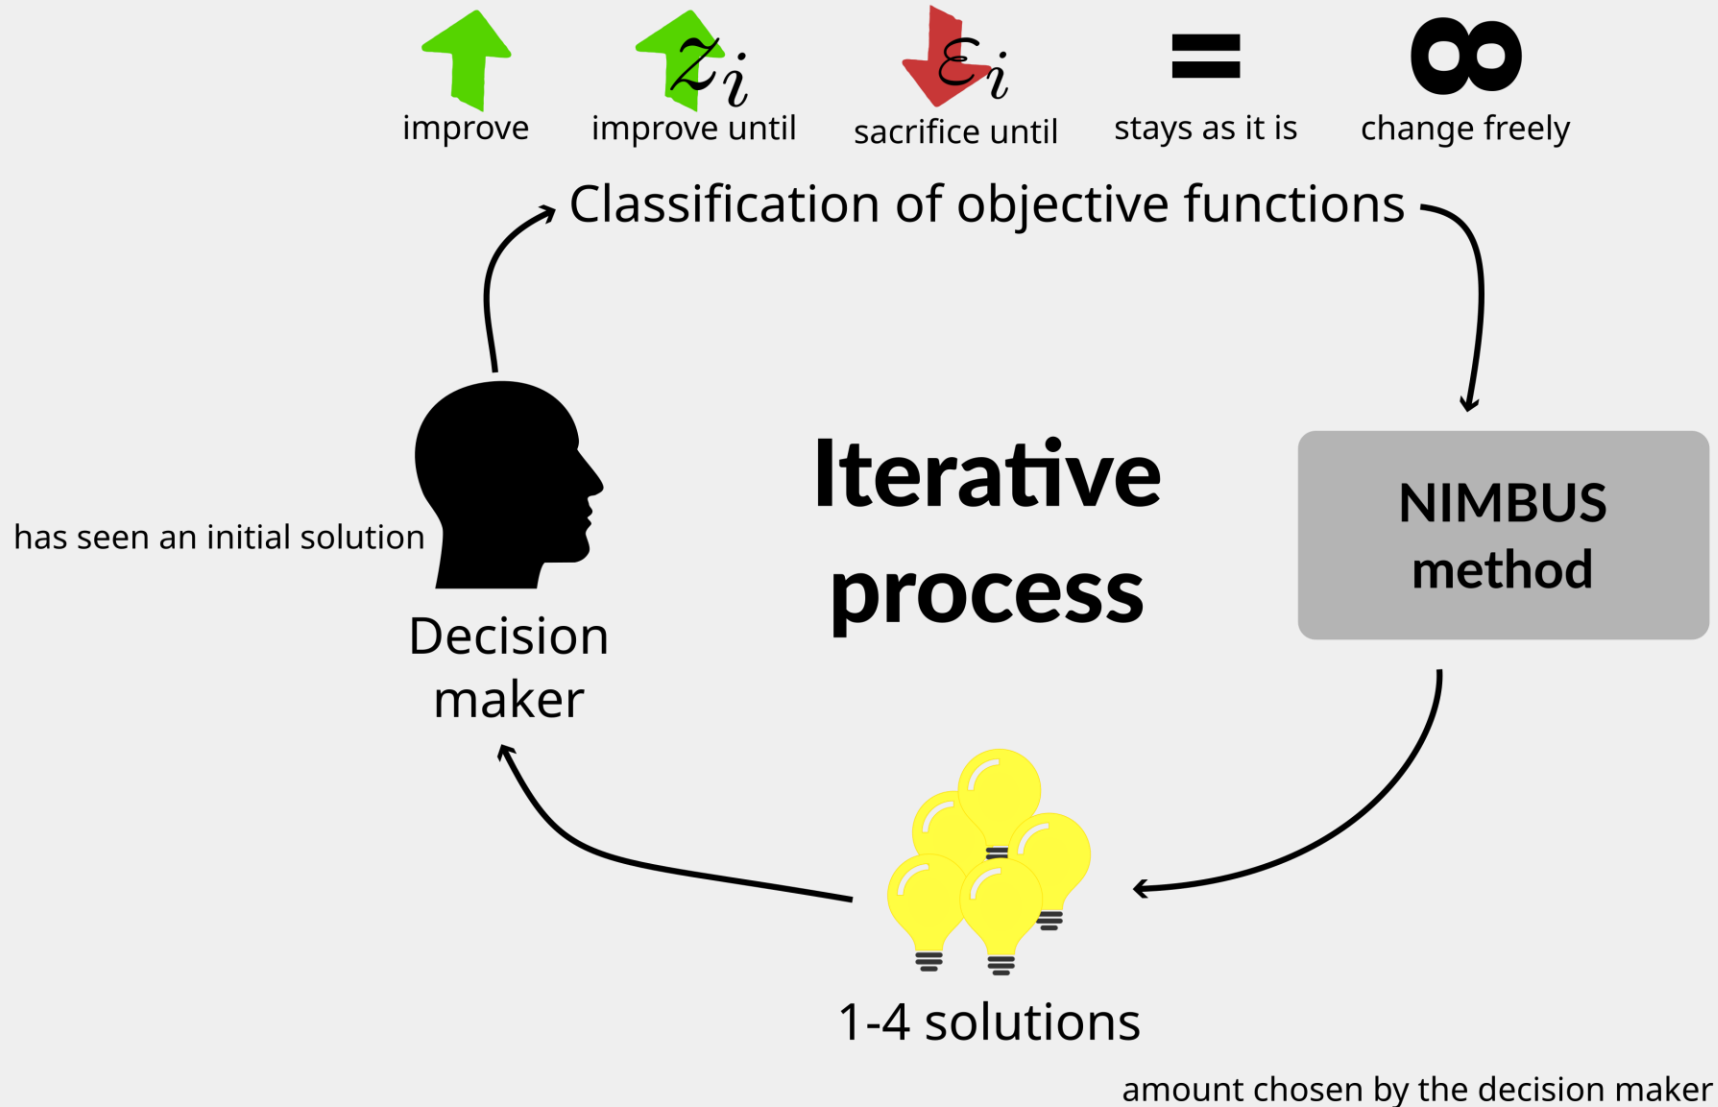 z_i
ε_i
=
∞
improve
improve until
sacrifice until
stays as it is
change freely
Classification of objective functions
Iterative
process
NIMBUS
method
has seen an initial solution
Decision
maker
1-4 solutions
amount chosen by the decision maker